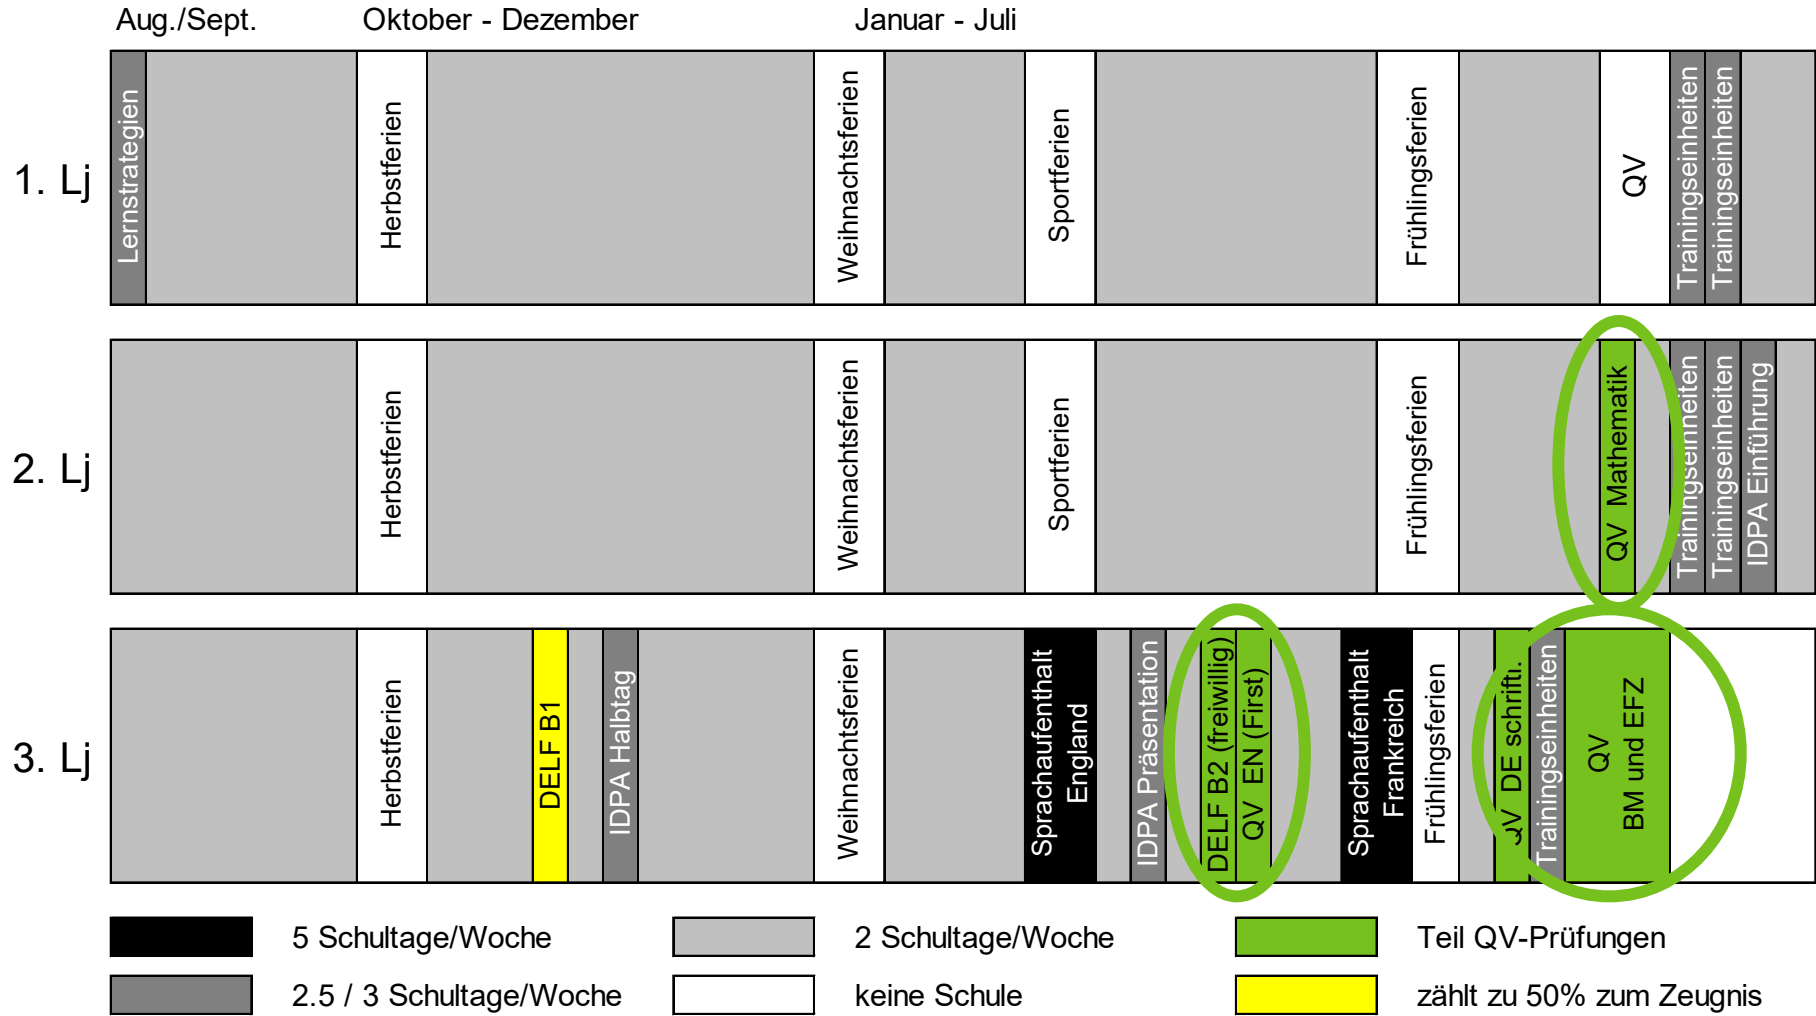 Aug./Sept.
Oktober - Dezember
Januar - Juli
1. Lj
Lernstrategien
Herbstferien
Weihnachtsferien
Sportferien
Frühlingsferien
QV
Trainingseinheiten
Trainingseinheiten
2. Lj
Herbstferien
Weihnachtsferien
Sportferien
Frühlingsferien
QV Mathematik
Trainingseinheiten
Trainingseinheiten
IDPA Einführung
3. Lj
Herbstferien
DELF B1
IDPA Halbtag
Weihnachtsferien
Sprachaufenthalt
England
IDPA Präsentation
DELF B2 (freiwillig)
QV EN (First)
Sprachaufenthalt
Frankreich
Frühlingsferien
QV DE schriftl.
Trainingseinheiten
QV
BM und EFZ
5 Schultage/Woche
2 Schultage/Woche
Teil QV-Prüfungen
2.5 / 3 Schultage/Woche
keine Schule
zählt zu 50% zum Zeugnis